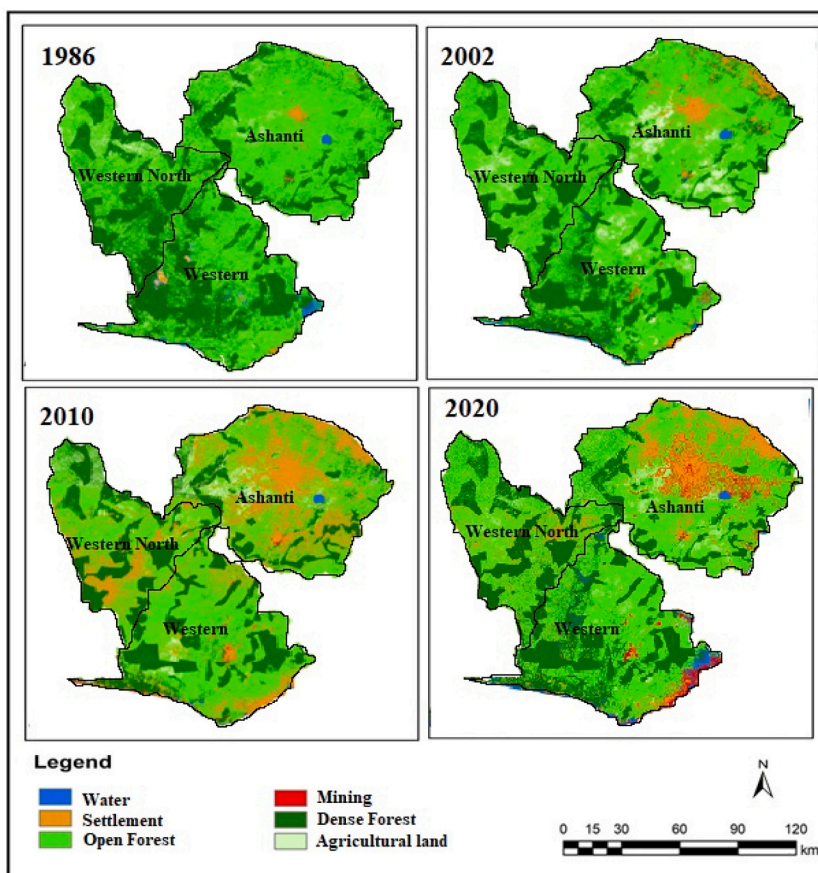 1986
Ashanti
Western North
Western
2002
Ashanti
Western North
Western
2010
Ashanti
Western North
Western
2020
Ashanti
Western North
Western
Legend
Water
Settlement
Open Forest
Mining
Dense Forest
Agricultural land
N
0 15 30 60 90 120
km